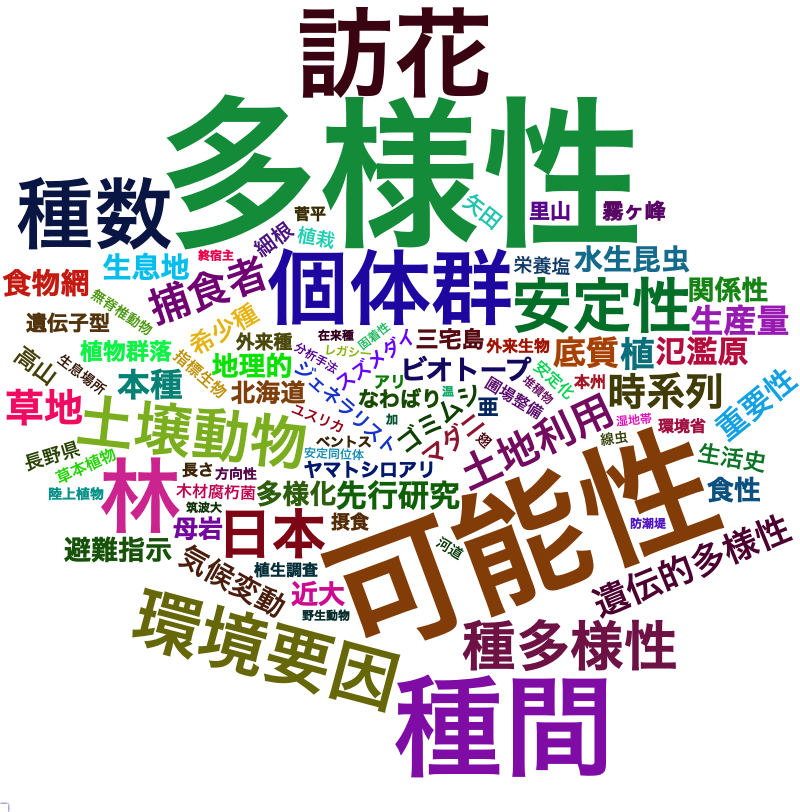 訪花
多様性
種数
菅平
矢田
里山
霧ヶ峰
細根
植栽
終宿主
生息地
食物網
無脊椎動物
捕食者
個体群
栄養塩
水生昆虫
安定性
関係性
生産量
遺伝子型
希少種
外来種
在来種
固着性
三宅島
外来生物
底質
植
氾濫原
植物群落
指標生物
地理的
分析手法
レガシー
スズメダイ
ビオトープ
高山
生息場所
本種
北海道
ジェネラリスト
アリ
なわばり
温
圃場整備
安定化
堆積物
本州
時系列
重要性
草地
土壌動物
ユスリカ
加
ゴミムシ
亜
湿地帯
環境省
長野県
草本植物
ベントス
安定同位体
マダニ
翅
土地利用
線虫
生活史
陸上植物
林
長さ
方向性
ヤマトシロアリ
木材腐朽菌
多様化
先行研究
食性
筑波大
母岩
日本
摂食
可能性
防潮堤
避難指示
気候変動
植生調査
河道
近大
野生動物
遺伝的多様性
環境要因
種多様性
種間